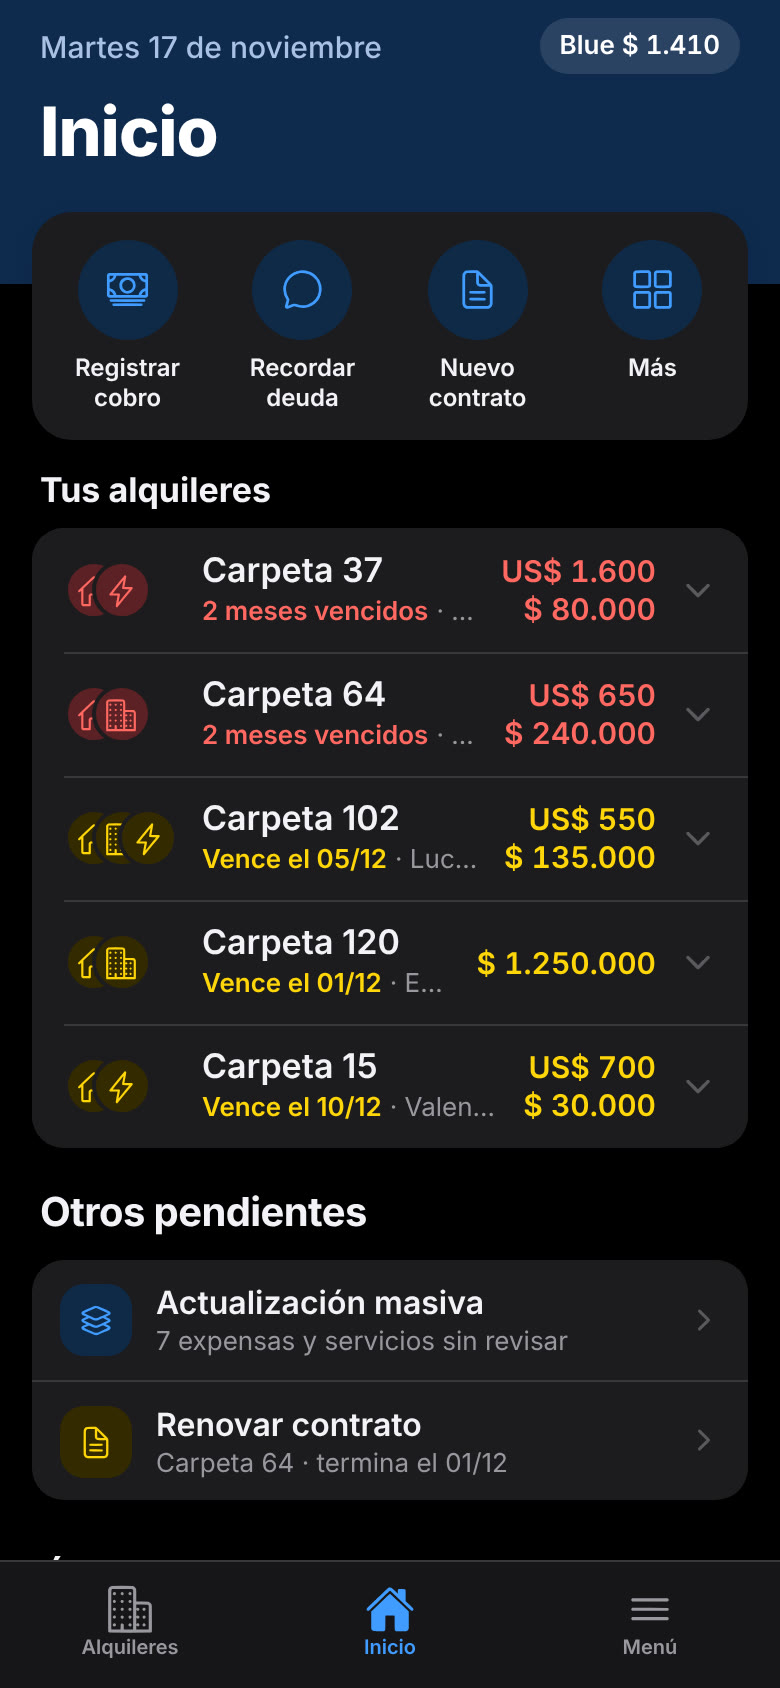 Martes 17 de noviembre
Blue $ 1.410
Inicio
Registrar cobro
Recordar deuda
Nuevo contrato
Más
Tus alquileres
Carpeta 37
US$ 1.600
2 meses vencidos · ...
$ 80.000
Carpeta 64
US$ 650
2 meses vencidos · ...
$ 240.000
Carpeta 102
US$ 550
Vence el 05/12 · Luc...
$ 135.000
Carpeta 120
$ 1.250.000
Vence el 01/12 · E...
Carpeta 15
US$ 700
Vence el 10/12 · Valen...
$ 30.000
Otros pendientes
Actualización masiva
7 expensas y servicios sin revisar
Renovar contrato
Carpeta 64 · termina el 01/12
Alquileres
Inicio
Menú